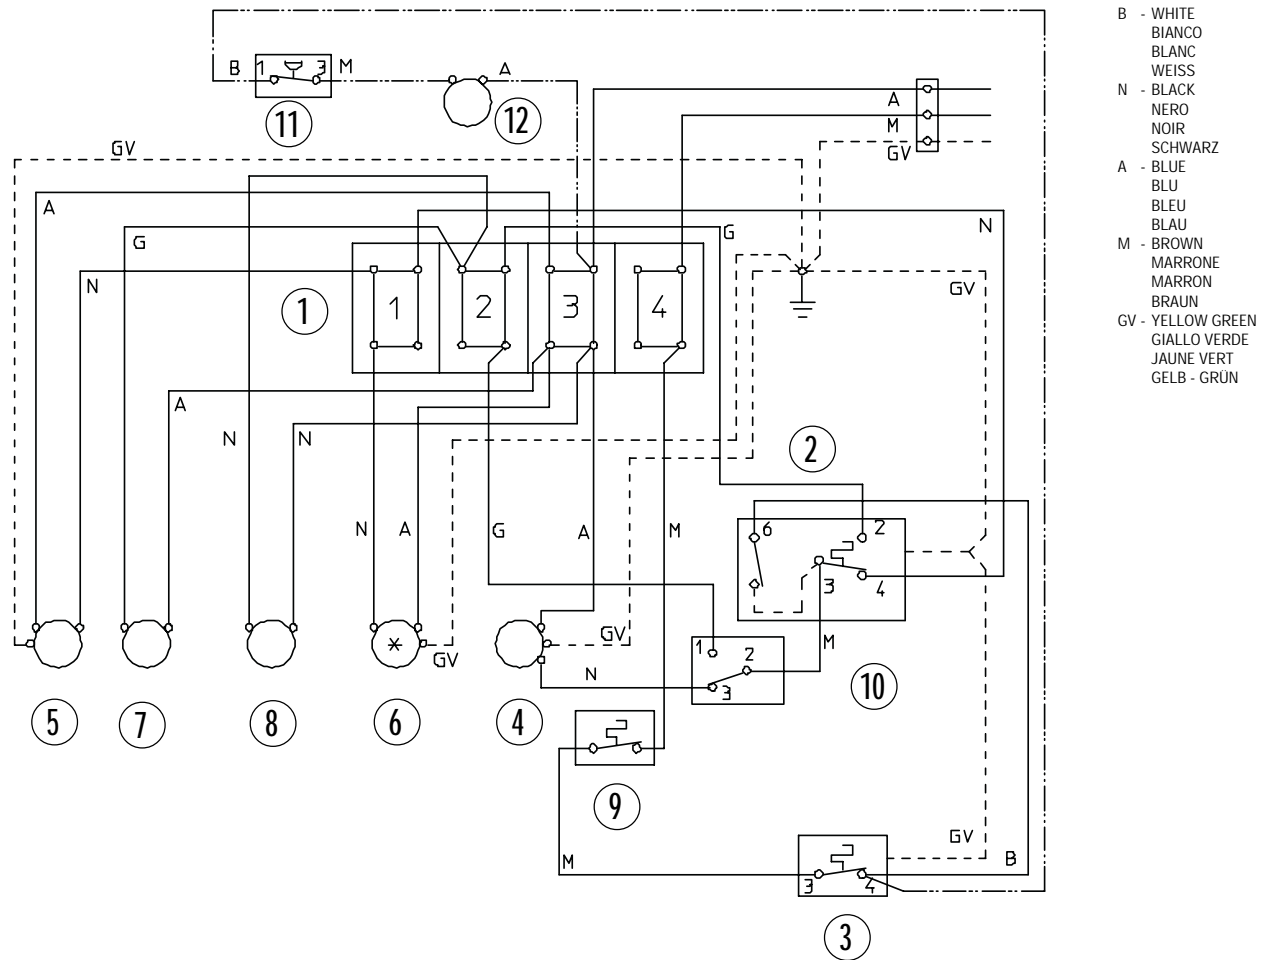 B 1 3 M
A
11
12
A
M
GV
GV
A
G
N
G
N
GV
1
1 2 3 4
A
N N
2
N A G A M
6 2
3 4
M
GV
GV
1 2
3
N
10
5 7 8 6 4
9
M
GV
B
3 4
3
B - WHITE
BIANCO
BLANC
WEISS
N - BLACK
NERO
NOIR
SCHWARZ
A - BLUE
BLU
BLEU
BLAU
M - BROWN
MARRONE
MARRON
BRAUN
GV - YELLOW GREEN
GIALLO VERDE
JAUNE VERT
GELB - GRÜN